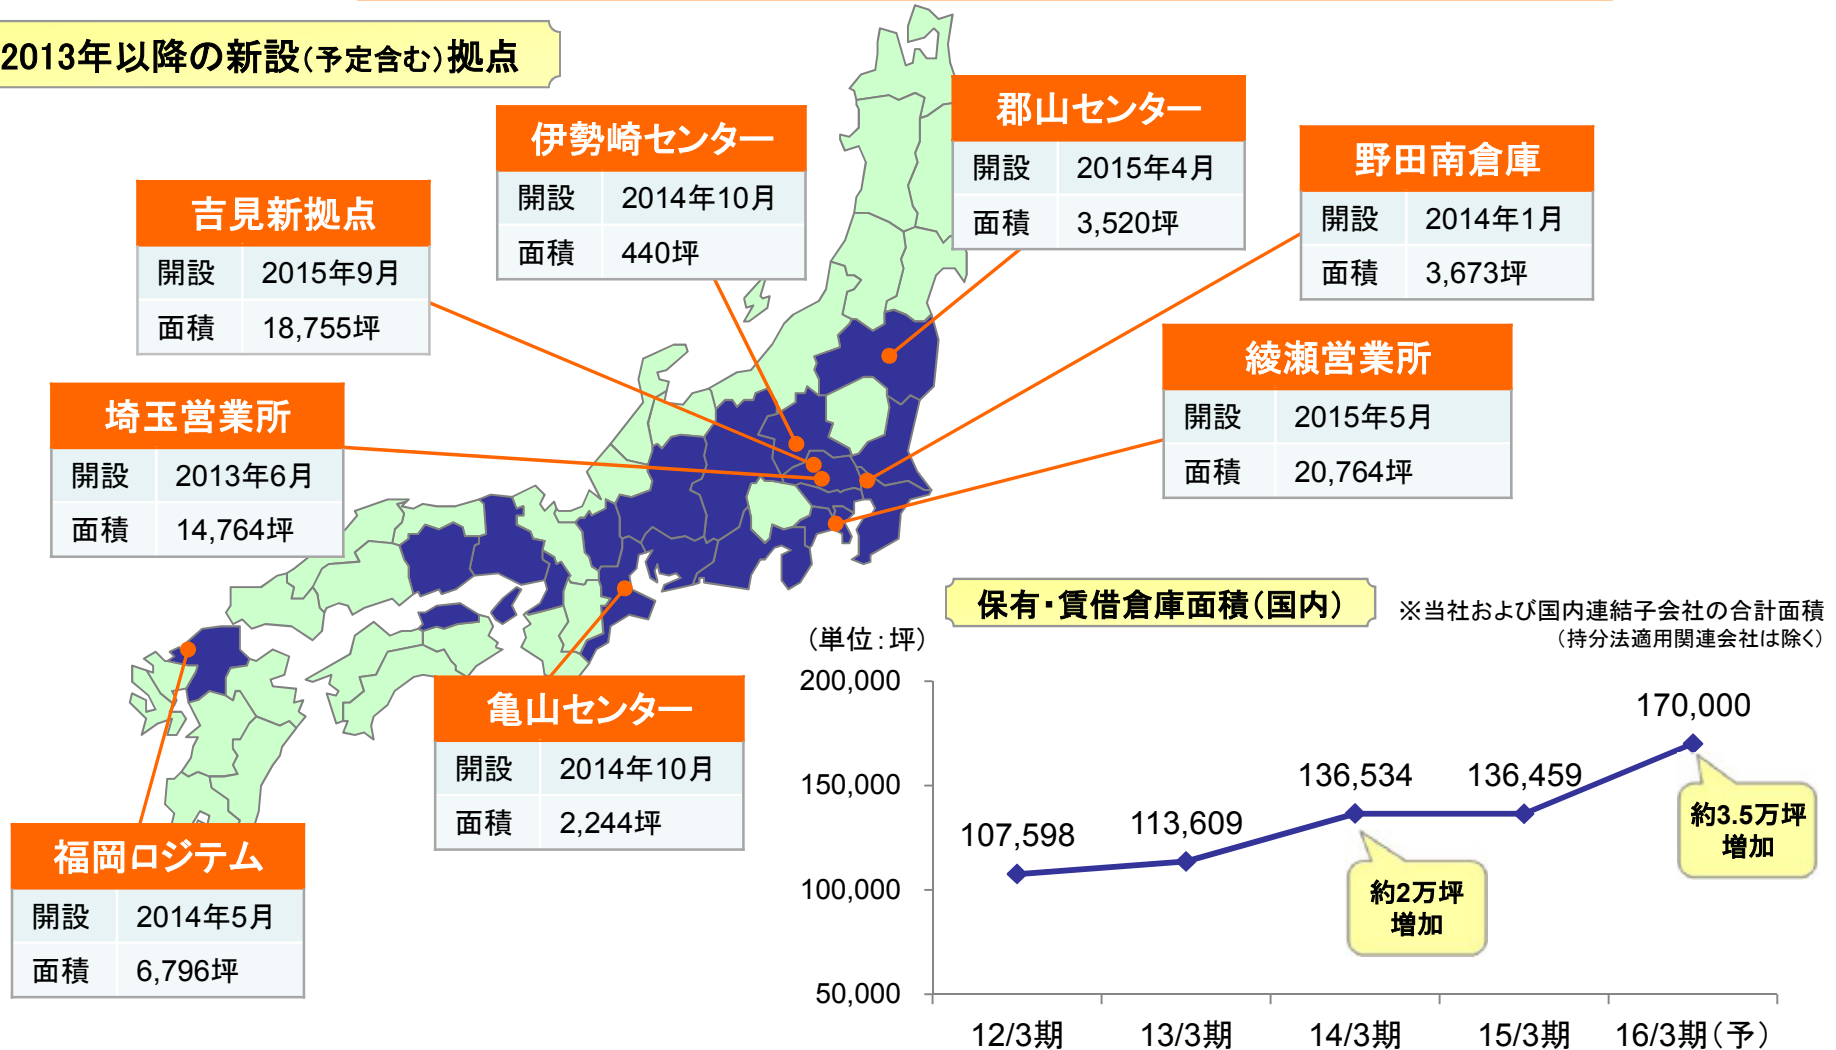 2013年以降の新設(予定含む)拠点
伊勢崎センター
開設 2014年10月
面積 440坪
郡山センター
開設 2015年4月
面積 3,520坪
野田南倉庫
開設 2014年1月
面積 3,673坪
吉見新拠点
開設 2015年9月
面積 18,755坪
綾瀬営業所
開設 2015年5月
面積 20,764坪
埼玉営業所
開設 2013年6月
面積 14,764坪
亀山センター
開設 2014年10月
面積 2,244坪
福岡ロジテム
開設 2014年5月
面積 6,796坪
保有・賃借倉庫面積(国内)
※当社および国内連結子会社の合計面積
(持分法適用関連会社は除く)
(単位:坪)
200,000
150,000
100,000
50,000
107,598
113,609
136,534
136,459
170,000
約2万坪
増加
約3.5万坪
増加
12/3期
13/3期
14/3期
15/3期
16/3期(予)